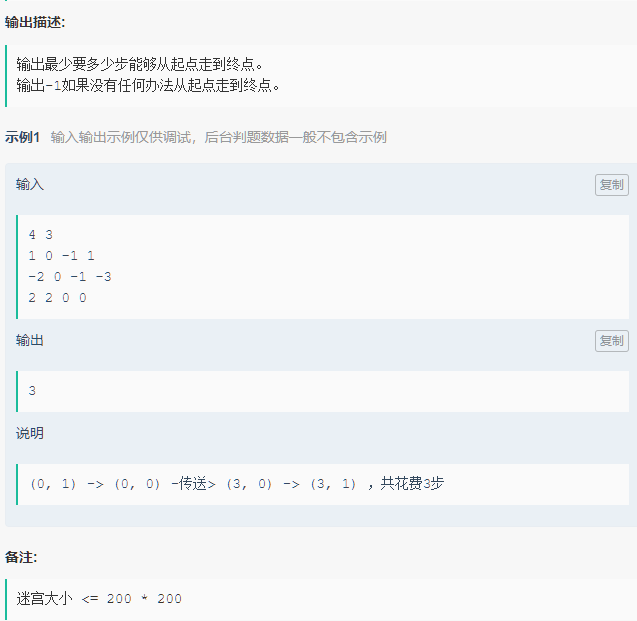 输出描述:
输出最少要多少步能够从起点走到终点。
输出-1如果没有任何办法从起点走到终点。
示例1 输入输出示例仅供调试，后台判题数据一般不包含示例
输入 复制
4 3
1 0 -1 1
-2 0 -1 -3
2 2 0 0
输出 复制
3
说明
(0, 1) -> (0, 0) -传送> (3, 0) -> (3, 1) ，共花费3步
备注:
迷宫大小 <= 200 * 200